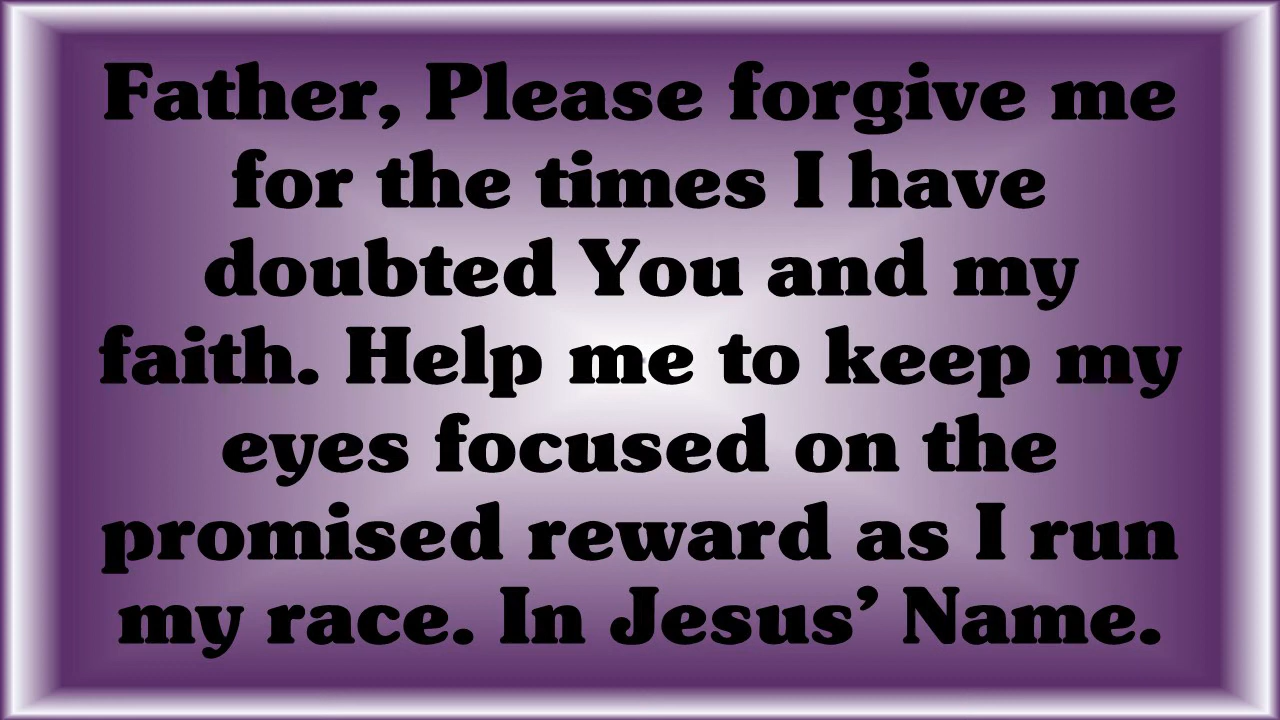 Father, Please forgive me
for the times I have
doubted You and my
faith. Help me to keep my
eyes focused on the
promised reward as I run
my race. In Jesus’ Name.